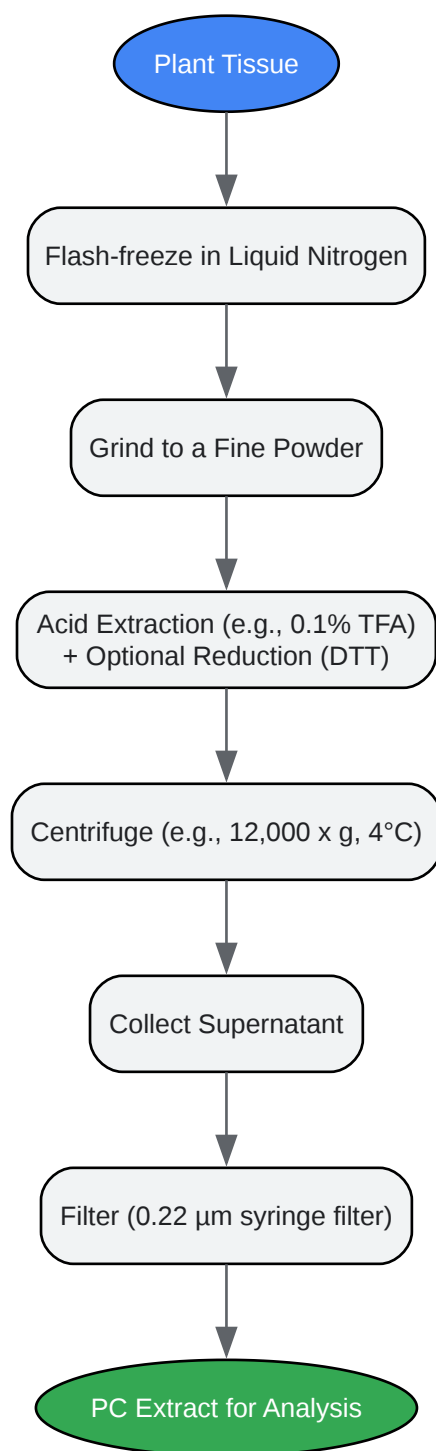 Plant Tissue
Flash-freeze in Liquid Nitrogen
Grind to a Fine Powder
Acid Extraction (e.g., 0.1% TFA)
+ Optional Reduction (DTT)
Centrifuge (e.g., 12,000 x g, 4°C)
Collect Supernatant
Filter (0.22 µm syringe filter)
PC Extract for Analysis